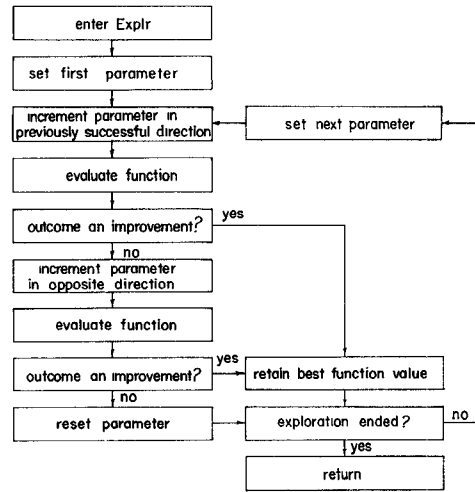 enter Explr
set first parameter
increment parameter in
previously successful direction
set next parameter
evaluate function
outcome an improvement?
yes
no
increment parameter
in opposite direction
evaluate function
outcome an improvement?
yes
retain best function value
no
reset parameter
exploration ended?
no
yes
return